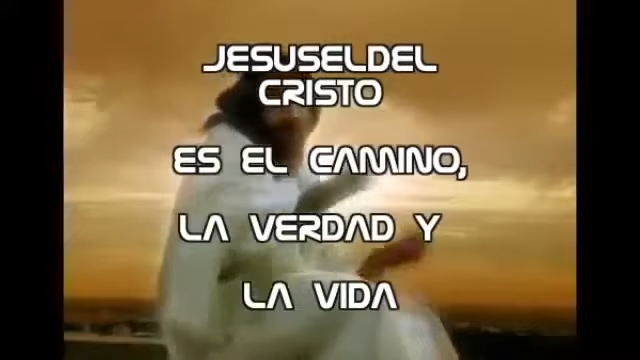 JESUSELDEL
CRISTO
ES EL CAMINO,
LA VERDAD Y
LA VIDA